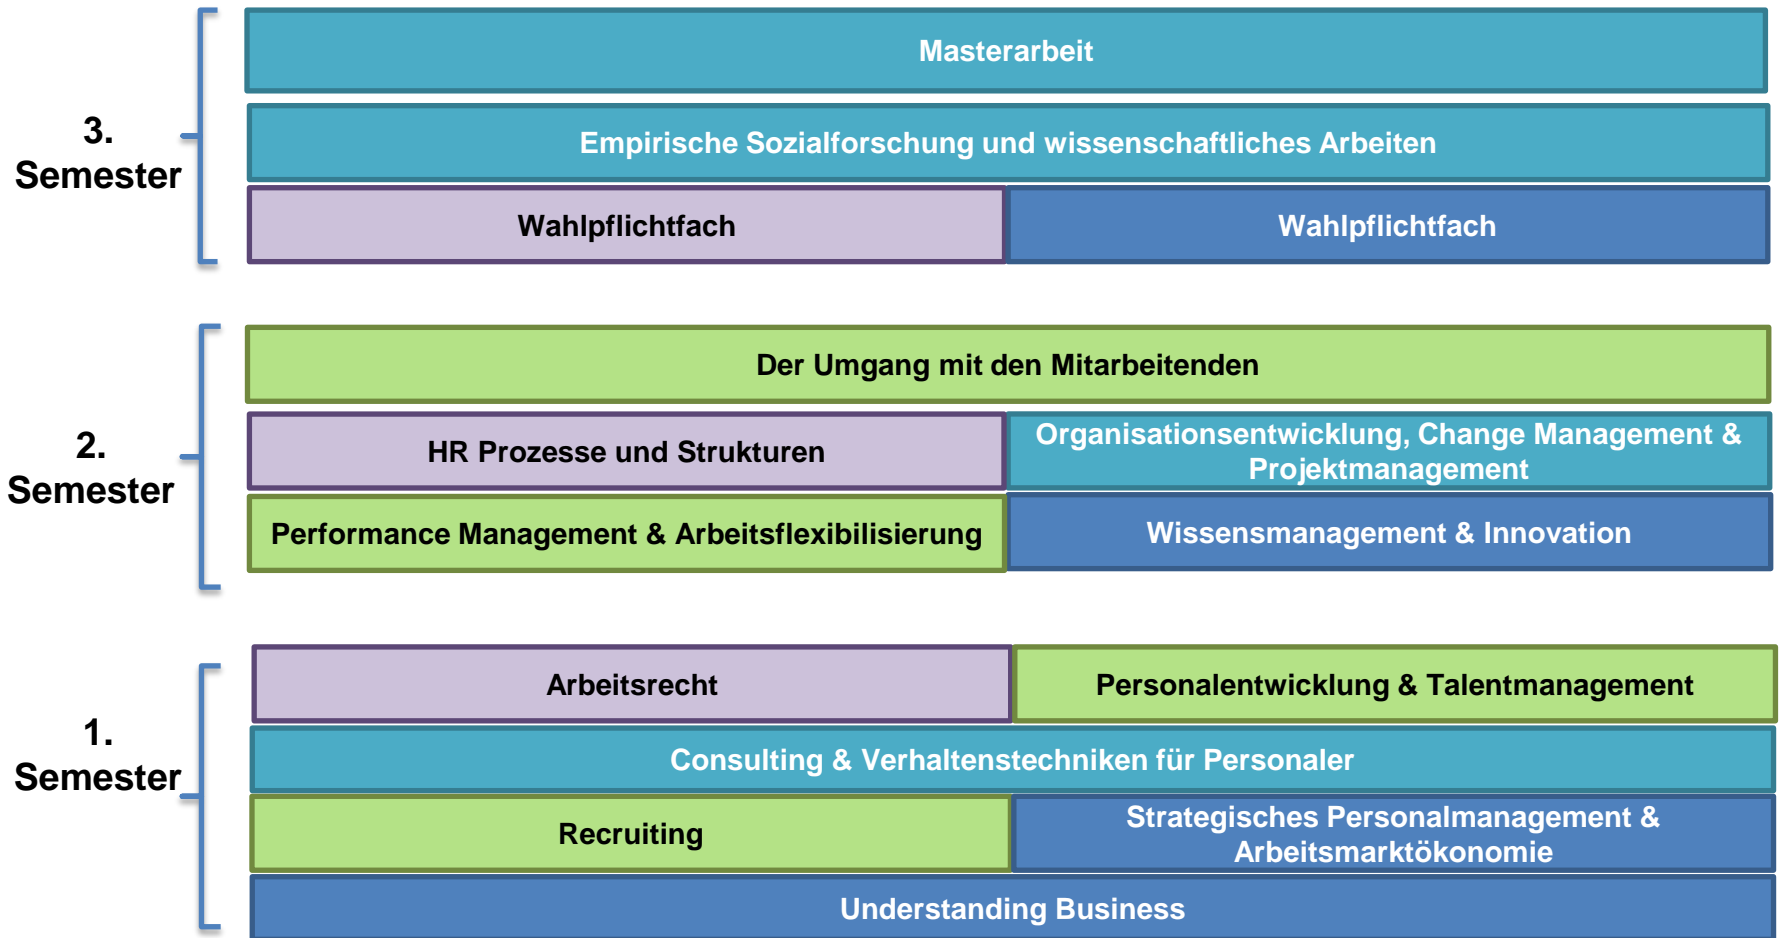 Masterarbeit
3.
Semester
Empirische Sozialforschung und wissenschaftliches Arbeiten
Wahlpflichtfach
Wahlpflichtfach
Der Umgang mit den Mitarbeitenden
2.
Semester
HR Prozesse und Strukturen
Organisationsentwicklung, Change Management &
Projektmanagement
Performance Management & Arbeitsflexibilisierung
Wissensmanagement & Innovation
Arbeitsrecht
Personalentwicklung & Talentmanagement
1.
Semester
Consulting & Verhaltenstechniken für Personaler
Recruiting
Strategisches Personalmanagement &
Arbeitsmarktökonomie
Understanding Business